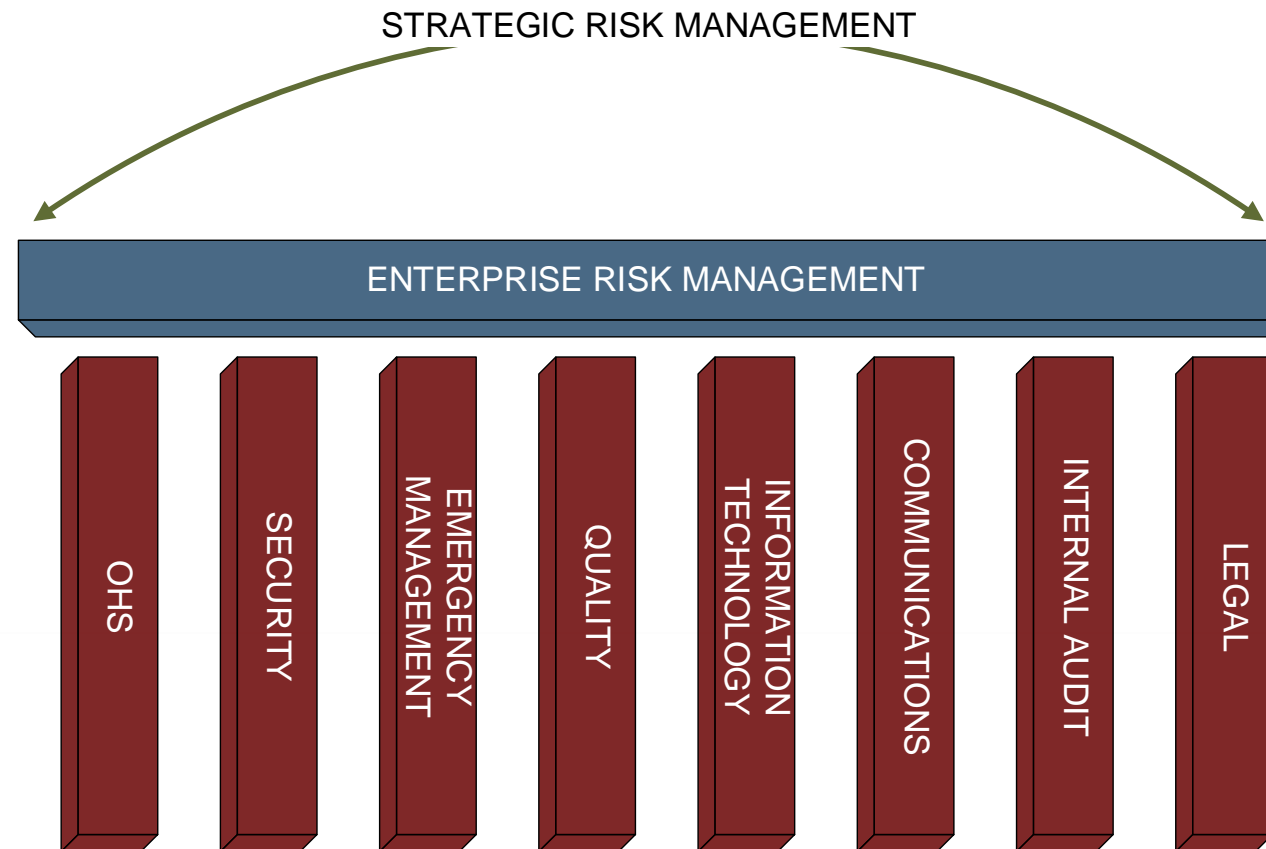 STRATEGIC RISK MANAGEMENT
ENTERPRISE RISK MANAGEMENT
OHS
SECURITY
EMERGENCY
MANAGEMENT
QUALITY
INFORMATION
TECHNOLOGY
COMMUNICATIONS
INTERNAL AUDIT
LEGAL